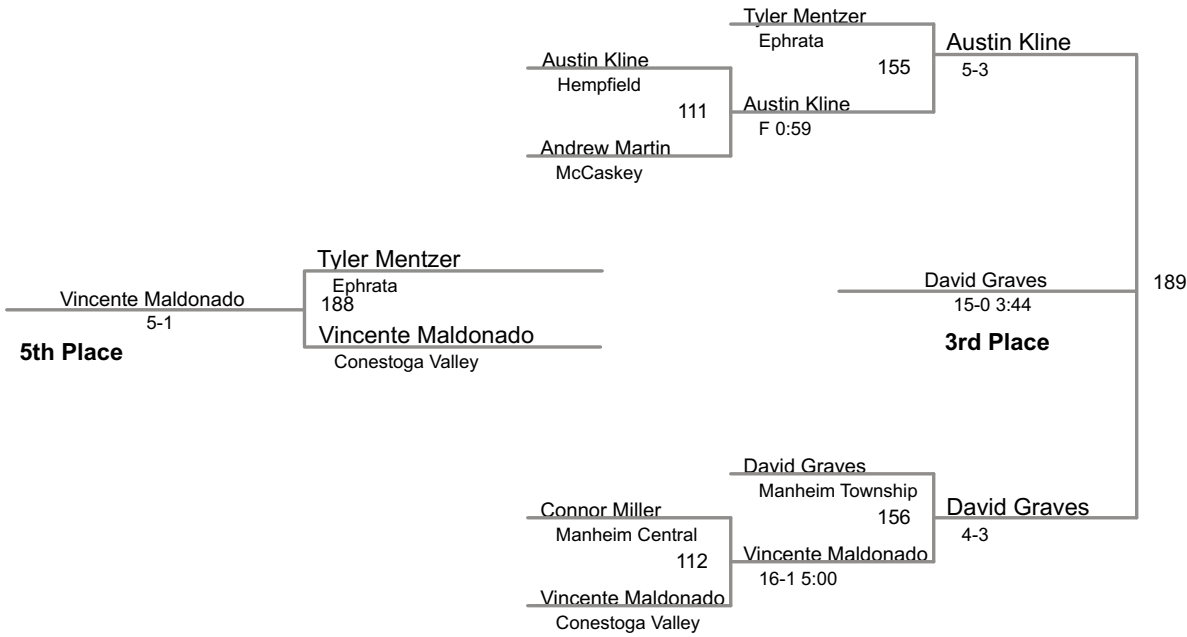 Tyler Mentzer
Ephrata
Austin Kline
5-3
155
Austin Kline
Hempfield
111
Austin Kline
F 0:59
Andrew Martin
McCaskey
Tyler Mentzer
Ephrata
188
Vincente Maldonado
5-1
5th Place
Vincente Maldonado
Conestoga Valley
David Graves
189
15-0 3:44
3rd Place
David Graves
Manheim Township
156
David Graves
4-3
Connor Miller
Manheim Central
112
Vincente Maldonado
16-1 5:00
Vincente Maldonado
Conestoga Valley